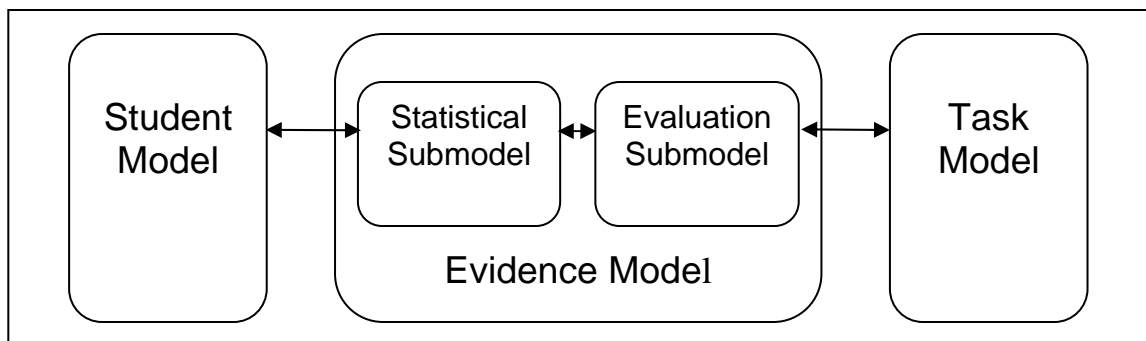 Student
Model
Statistical
Submodel
Evaluation
Submodel
Task
Model
Evidence Model